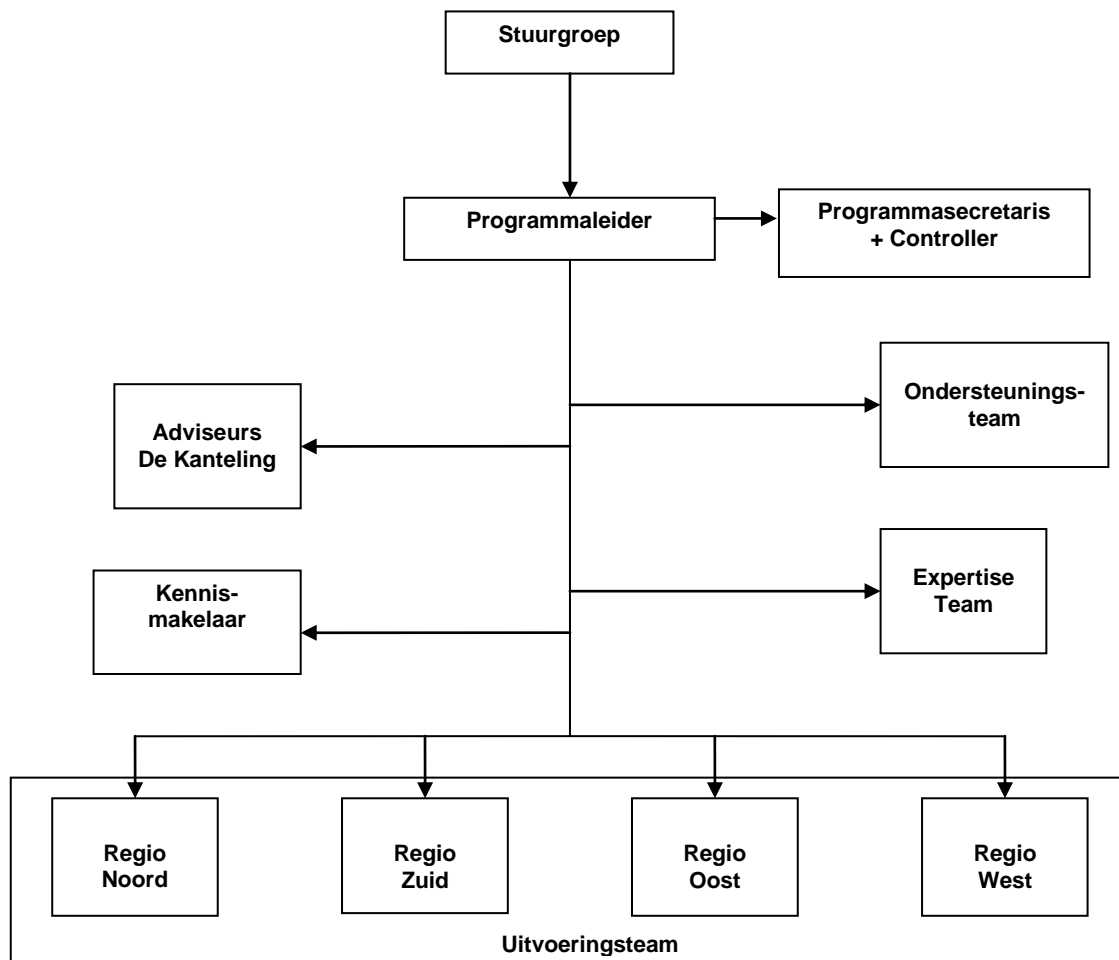 Stuurgroep
Programmaleider
Programmasecretaris
+ Controller
Ondersteunings-
team
Adviseurs
De Kanteling
Expertise
Team
Kennis-
makelaar
Regio
Noord
Regio
Zuid
Regio
Oost
Regio
West
Uitvoeringsteam